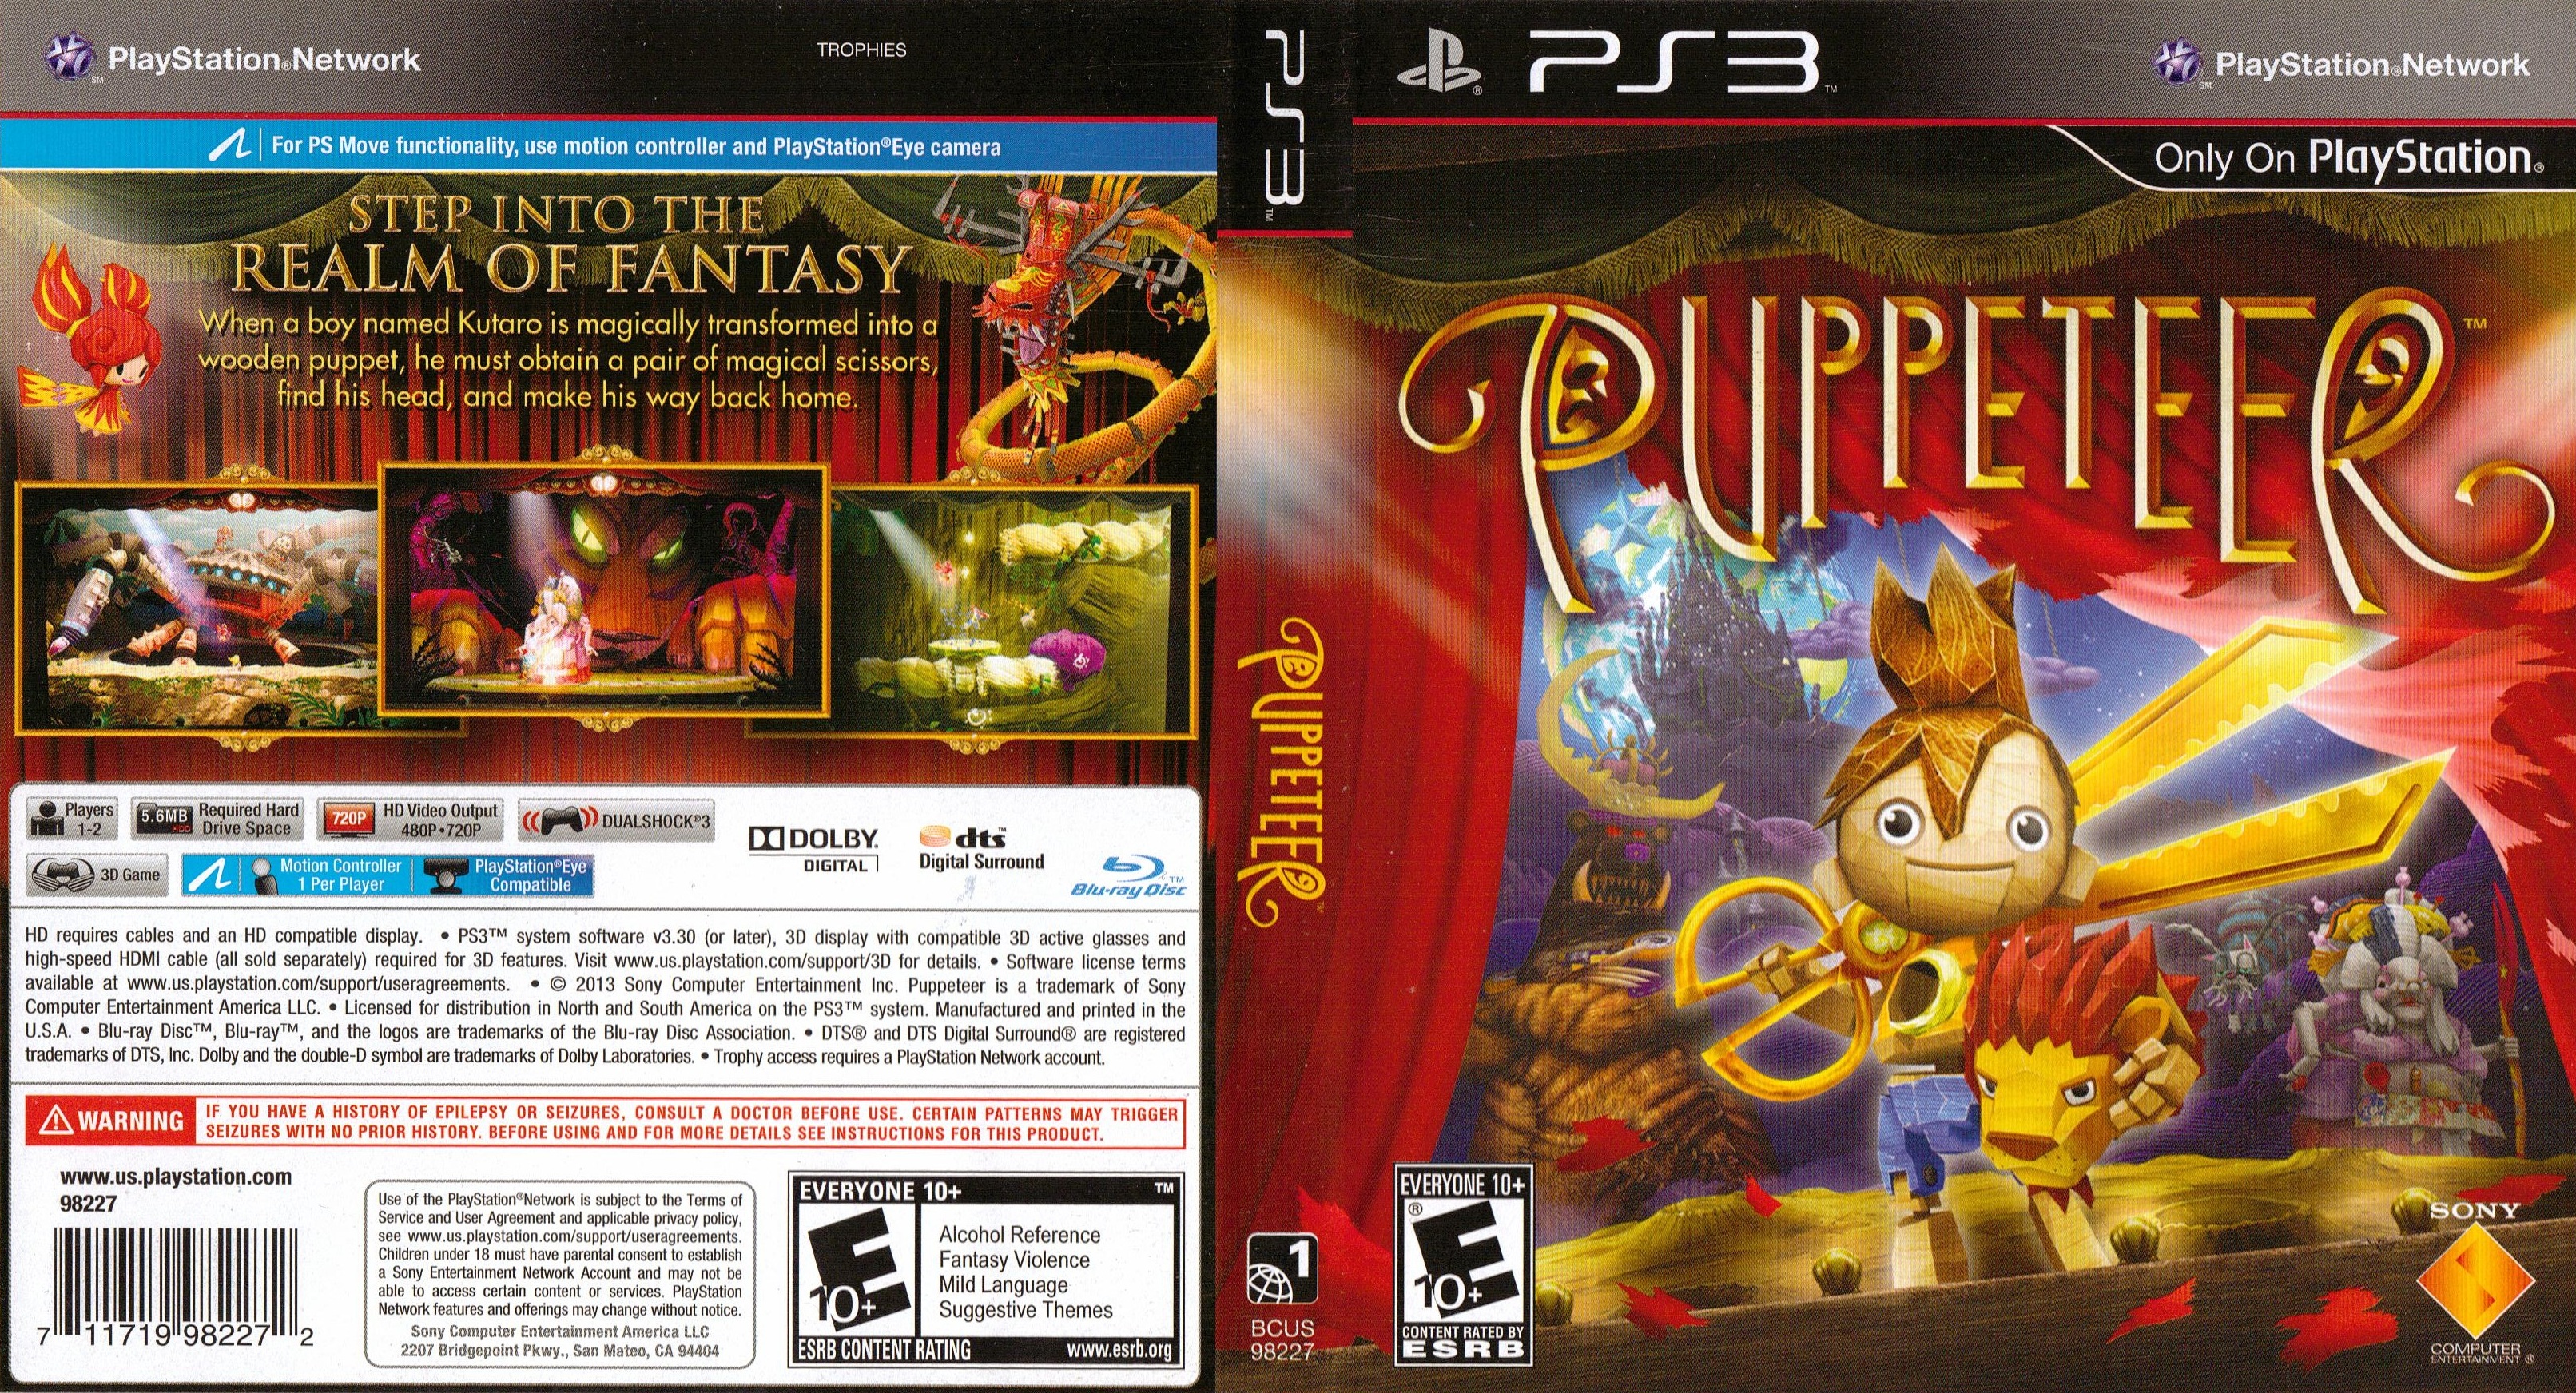 PlayStation®Network
SM
TROPHIES
For PS Move functionality, use motion controller and PlayStation®Eye camera
STEP INTO THE
REALM OF FANTASY
When a boy named Kutaro is magically transformed into a
wooden puppet, he must obtain a pair of magical scissors,
find his head, and make his way back home.
Players
1-2
5.6MB
HDD
Required Hard
Drive Space
720P
HD Video Output
480P•720P
DUALSHOCK®3
3D Game
Motion Controller
1 Per Player
PlayStation®Eye
Compatible
DOLBY.
DIGITAL
dts™
Digital Surround
Blu-ray Disc™
HD requires cables and an HD compatible display. • PS3™ system software v3.30 (or later), 3D display with compatible 3D active glasses and
high-speed HDMI cable (all sold separately) required for 3D features. Visit www.us.playstation.com/support/3D for details. • Software license terms
available at www.us.playstation.com/support/useragreements. • © 2013 Sony Computer Entertainment Inc. Puppeteer is a trademark of Sony
Computer Entertainment America LLC. • Licensed for distribution in North and South America on the PS3™ system. Manufactured and printed in the
U.S.A. • Blu-ray Disc™, Blu-ray™, and the logos are trademarks of the Blu-ray Disc Association. • DTS® and DTS Digital Surround® are registered
trademarks of DTS, Inc. Dolby and the double-D symbol are trademarks of Dolby Laboratories. • Trophy access requires a PlayStation Network account.
WARNING
IF YOU HAVE A HISTORY OF EPILEPSY OR SEIZURES, CONSULT A DOCTOR BEFORE USE. CERTAIN PATTERNS MAY TRIGGER
SEIZURES WITH NO PRIOR HISTORY. BEFORE USING AND FOR MORE DETAILS SEE INSTRUCTIONS FOR THIS PRODUCT.
www.us.playstation.com
98227
7 11719 98227 2
Use of the PlayStation®Network is subject to the Terms of
Service and User Agreement and applicable privacy policy,
see www.us.playstation.com/support/useragreements.
Children under 18 must have parental consent to establish
a Sony Entertainment Network Account and may not be
able to access certain content or services. PlayStation
Network features and offerings may change without notice.
Sony Computer Entertainment America LLC
2207 Bridgepoint Pkwy., San Mateo, CA 94404
EVERYONE 10+ ™
E
10+
Alcohol Reference
Fantasy Violence
Mild Language
Suggestive Themes
ESRB CONTENT RATING www.esrb.org
PS3™
PUPPETEER™
1
BCUS
98227
PS3™
PlayStation®Network
SM
Only On PlayStation®
PUPPETEER™
EVERYONE 10+
®
E
10+
CONTENT RATED BY
ESRB
SONY
COMPUTER
ENTERTAINMENT ®